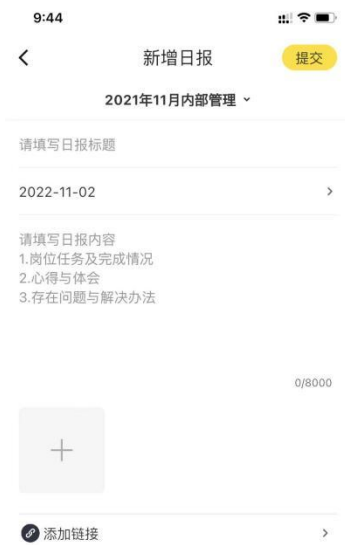 9:44
新增日报
提交
2021年11月内部管理
请填写日报标题
2022-11-02
请填写日报内容
1.岗位任务及完成情况
2.心得与体会
3.存在问题与解决办法
0/8000
添加链接